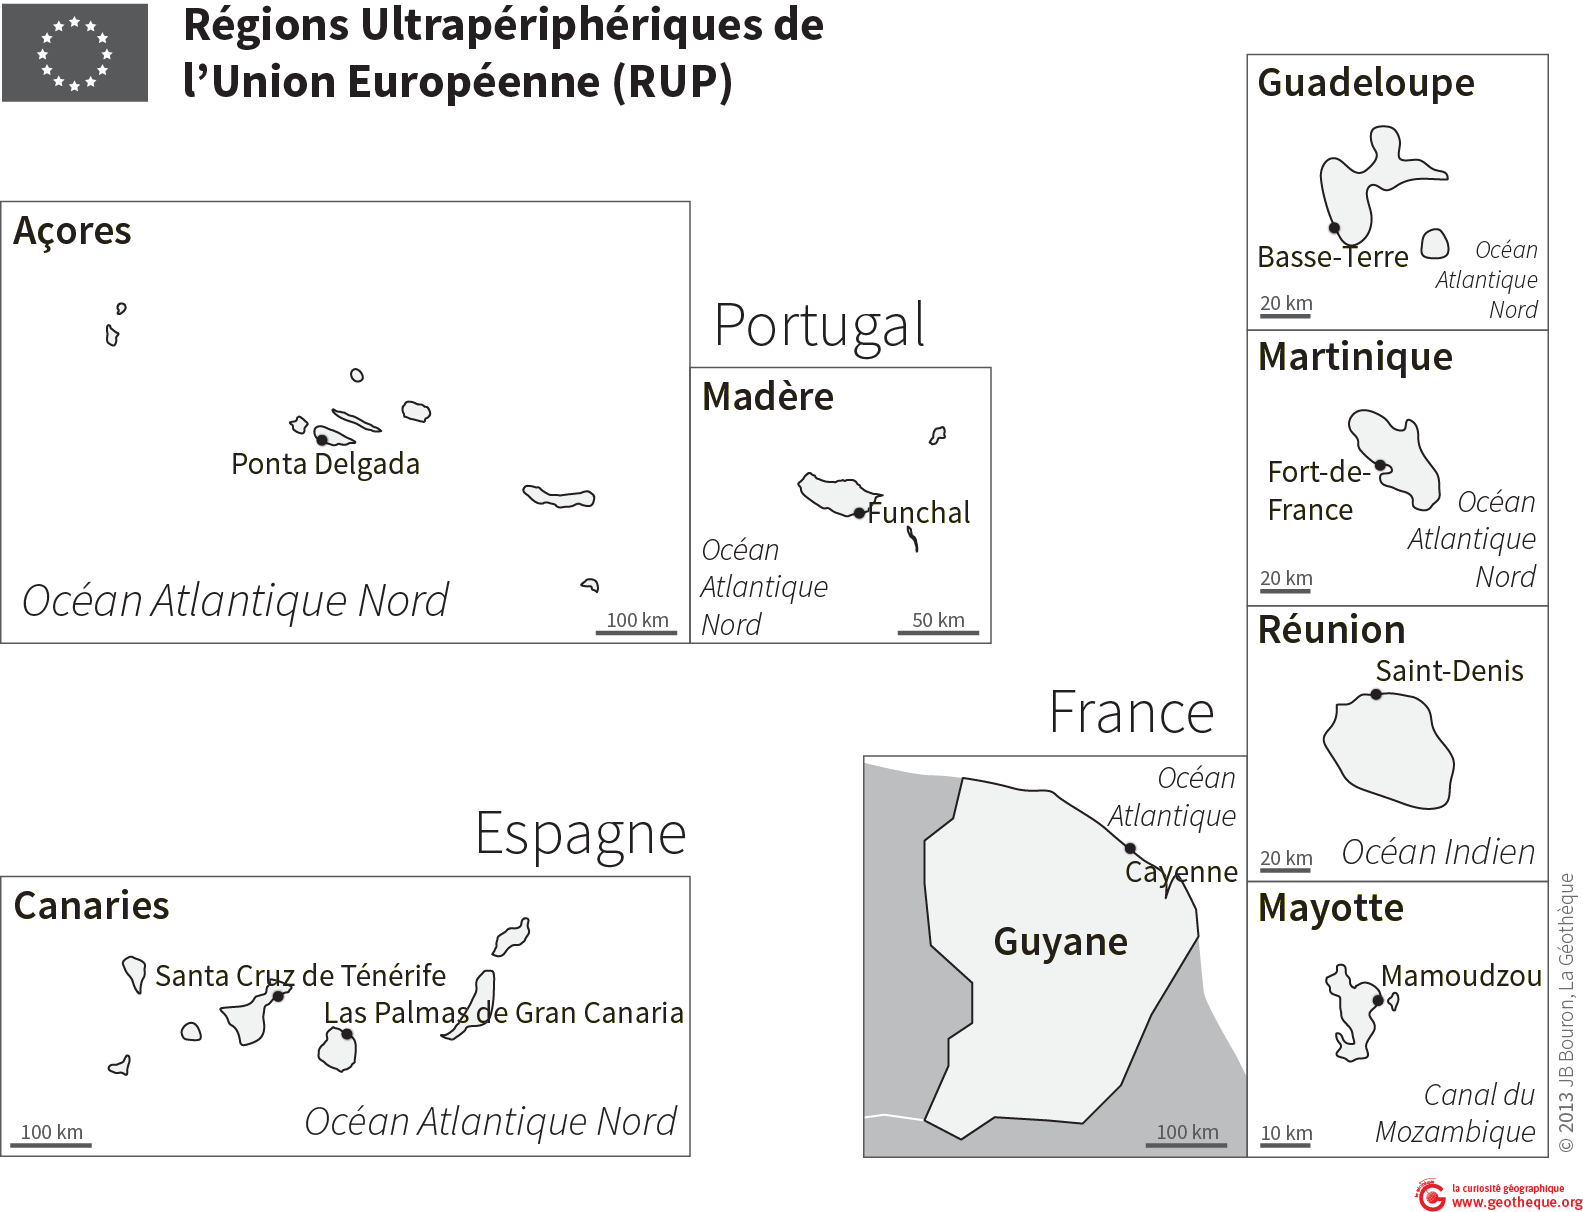 Régions Ultrapériphériques de
l’Union Européenne (RUP)
Açores
Ponta Delgada
Océan Atlantique Nord
100 km
Portugal
Madère
Funchal
Océan
Atlantique
Nord
50 km
Espagne
Canaries
Santa Cruz de Ténérife
Las Palmas de Gran Canaria
Océan Atlantique Nord
100 km
France
Océan
Atlantique
Cayenne
Guyane
100 km
Guadeloupe
Basse-Terre
Océan
Atlantique
Nord
20 km
Martinique
Fort-de-
France
Océan
Atlantique
Nord
20 km
Réunion
Saint-Denis
Océan Indien
20 km
Mayotte
Mamoudzou
Canal du
Mozambique
10 km
© 2013 JB Bouron, La Géothèque
la curiosité géographique
www.geotheque.org